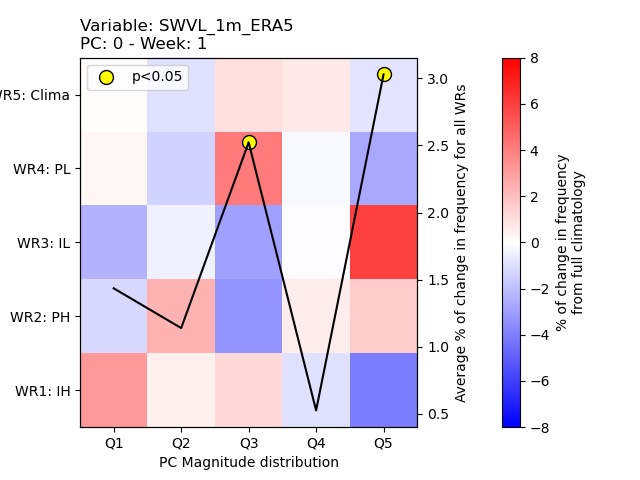 Variable: SWVL_1m_ERA5
PC: 0 - Week: 1
p<0.05
WR5: Clima
WR4: PL
WR3: IL
WR2: PH
WR1: IH
Q1 Q2 Q3 Q4 Q5
PC Magnitude distribution
3.0
2.5
2.0
1.5
1.0
0.5
Average % of change in frequency for all WRs
8
6
4
2
0
−2
−4
−6
−8
% of change in frequency
from full climatology